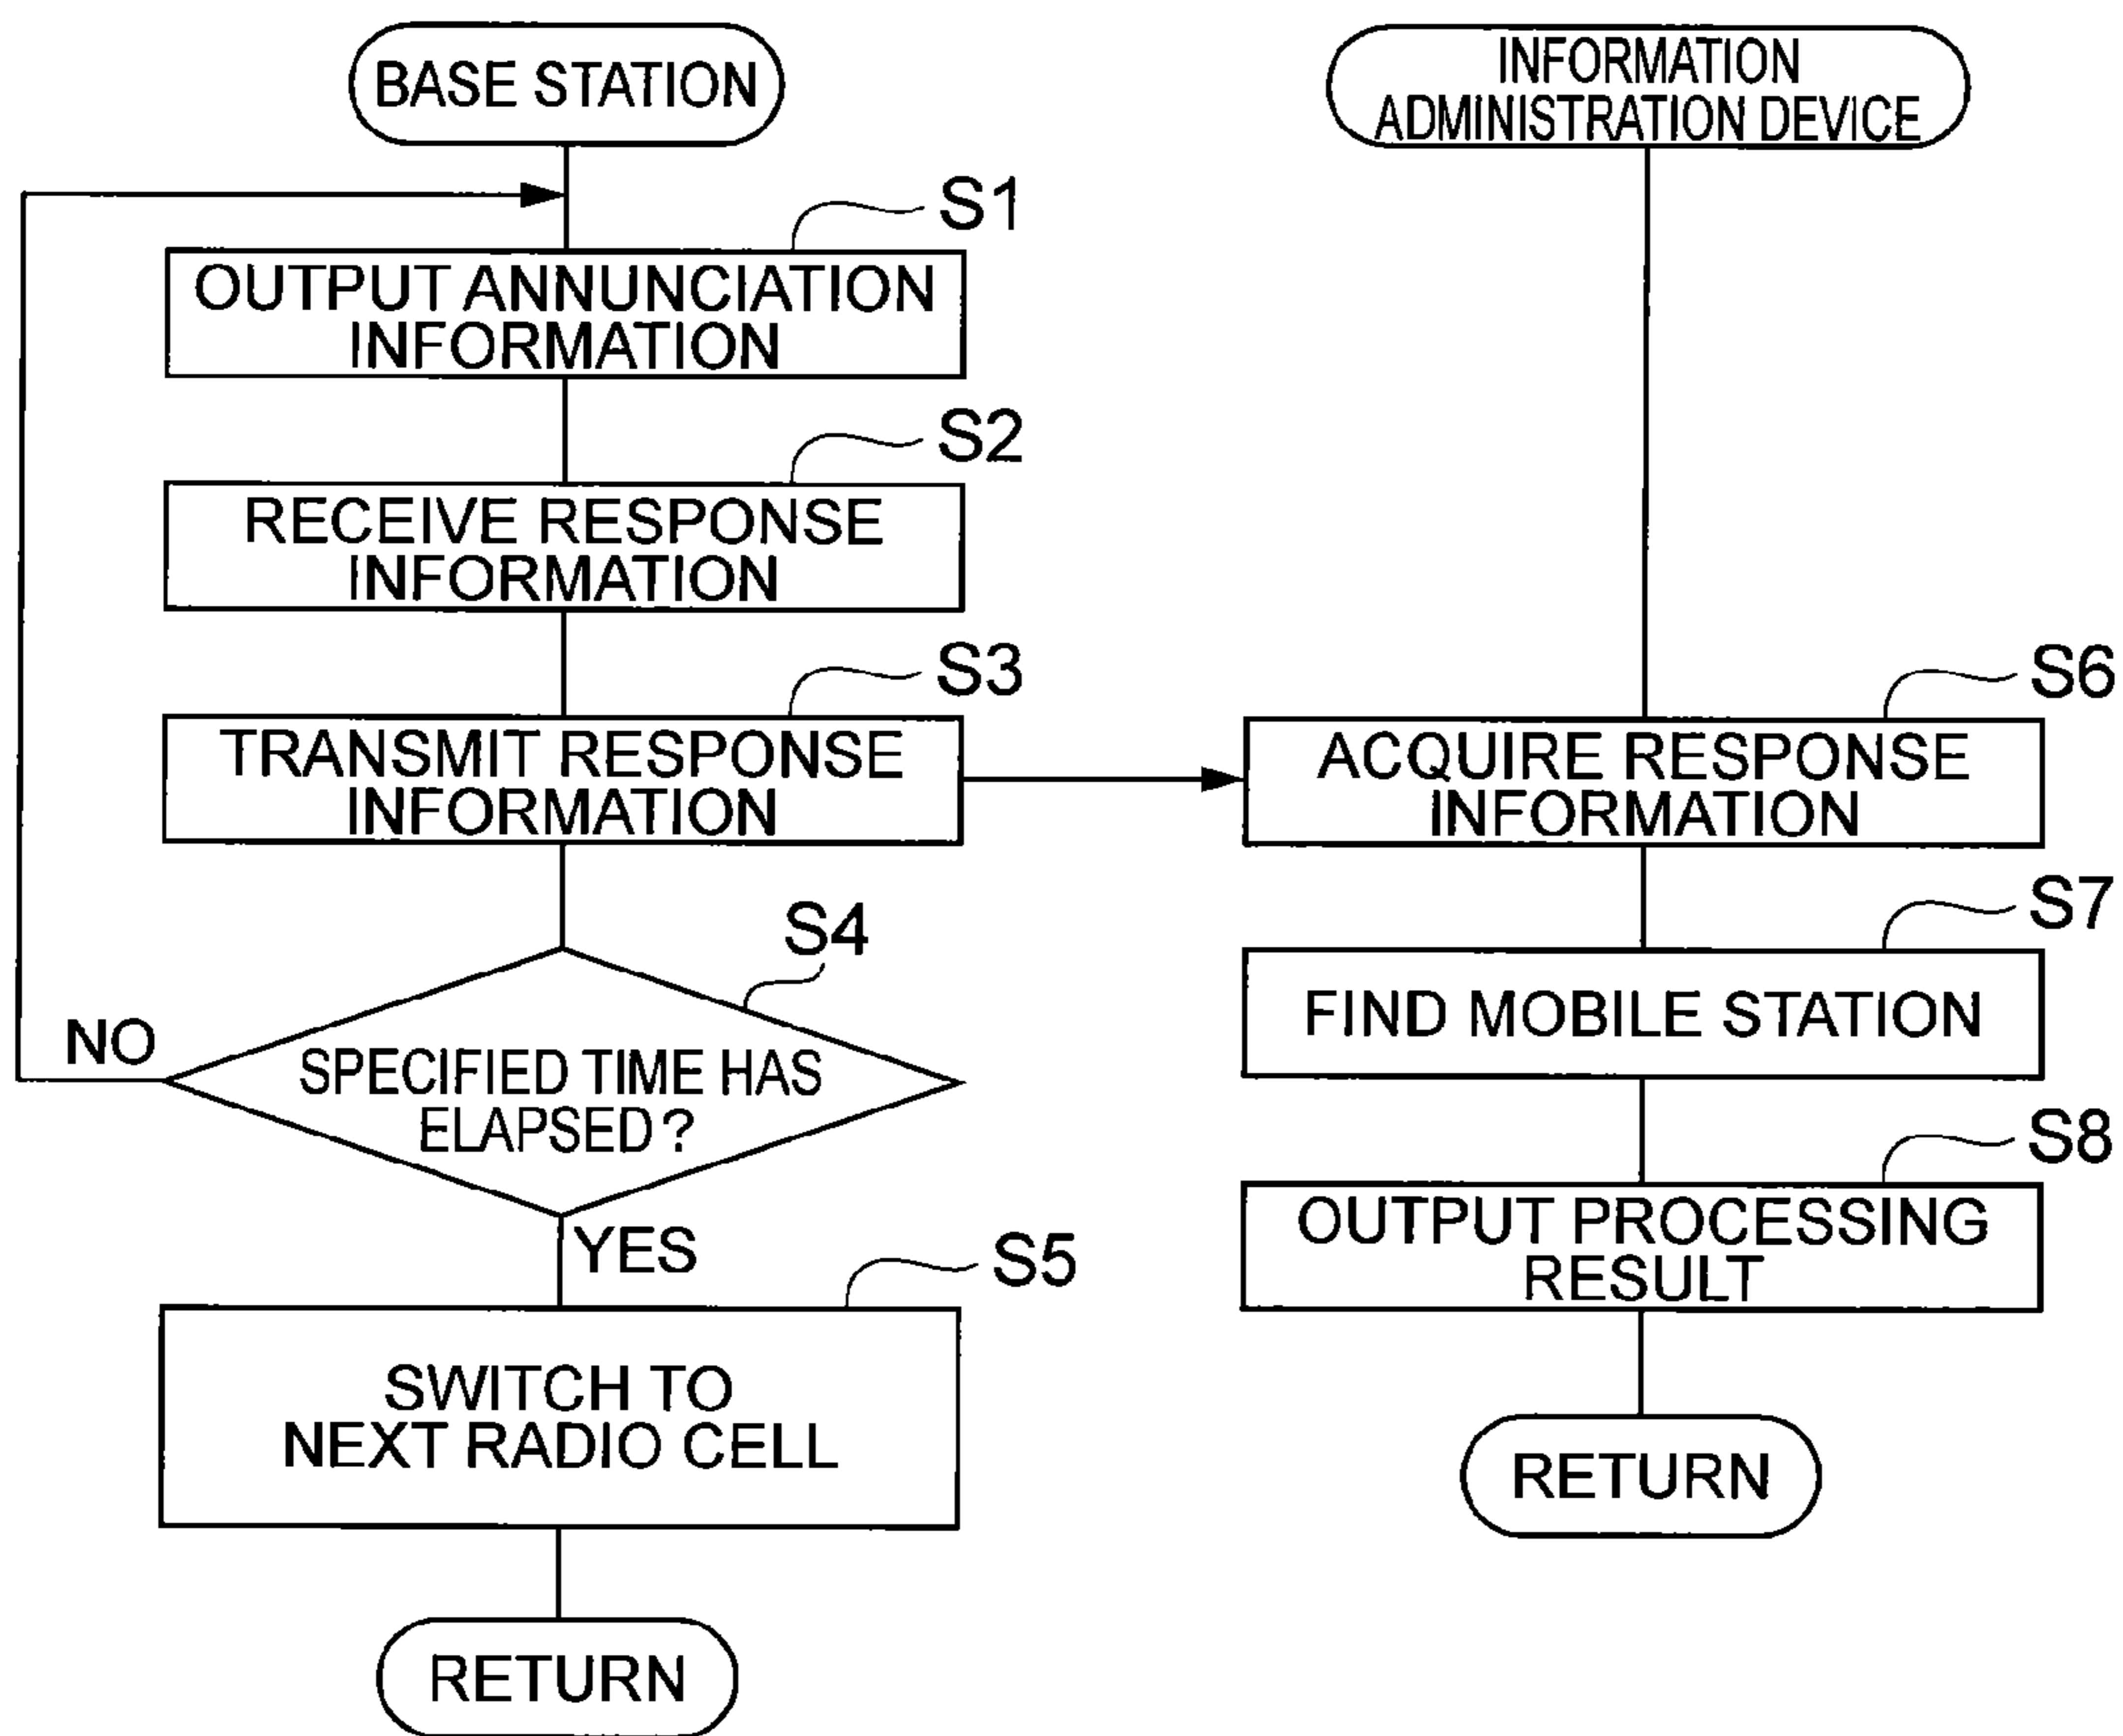 BASE STATION
S1
OUTPUT ANNUNCIATION
INFORMATION
S2
RECEIVE RESPONSE
INFORMATION
S3
TRANSMIT RESPONSE
INFORMATION
S4
SPECIFIED TIME HAS
ELAPSED?
NO
YES
S5
SWITCH TO
NEXT RADIO CELL
RETURN
INFORMATION
ADMINISTRATION DEVICE
S6
ACQUIRE RESPONSE
INFORMATION
S7
FIND MOBILE STATION
S8
OUTPUT PROCESSING
RESULT
RETURN